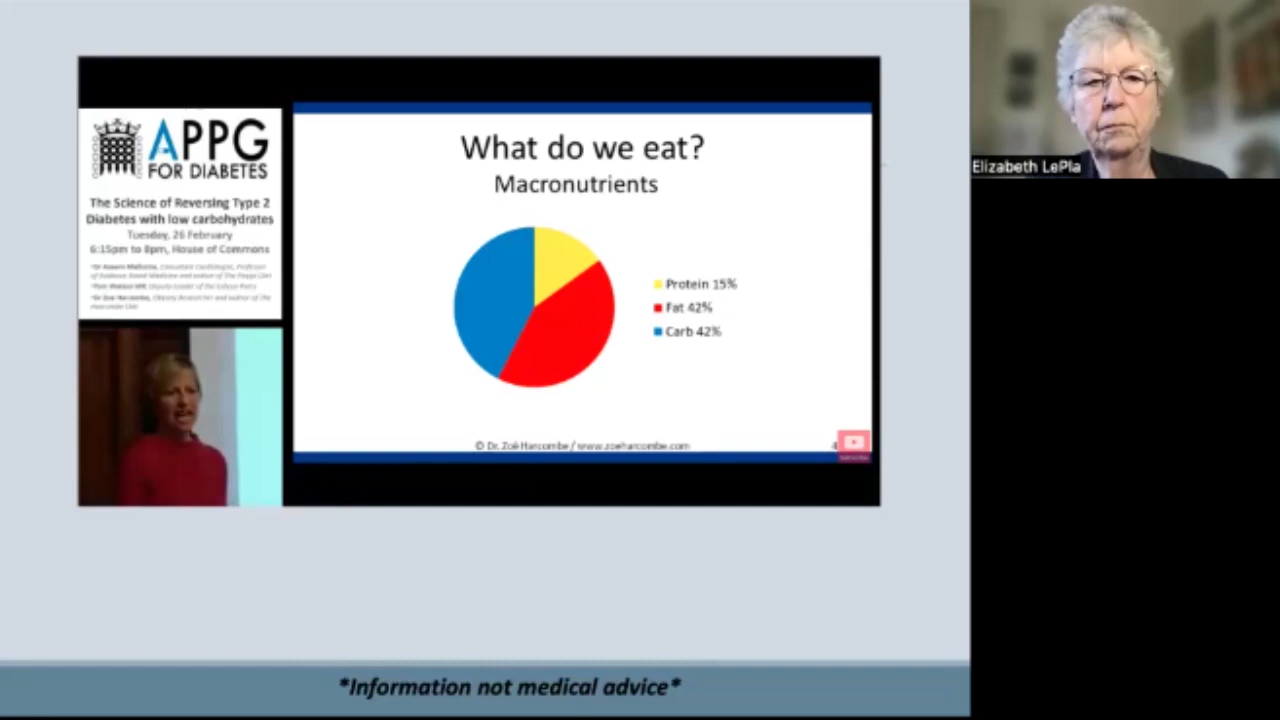 APPG
FOR DIABETES
The Science of Reversing Type 2
Diabetes with low carbohydrates
Tuesday, 26 February
6:15pm to 8pm, House of Commons
What do we eat?
Macronutrients
Protein 15%
Fat 42%
Carb 42%
© Dr. Zoë Harcombe / www.zoeharcombe.com
4
Elizabeth LePla
*Information not medical advice*